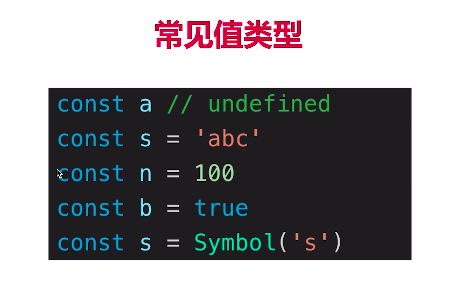 常见值类型
const a // undefined
const s = 'abc'
const n = 100
const b = true
const s = Symbol('s')